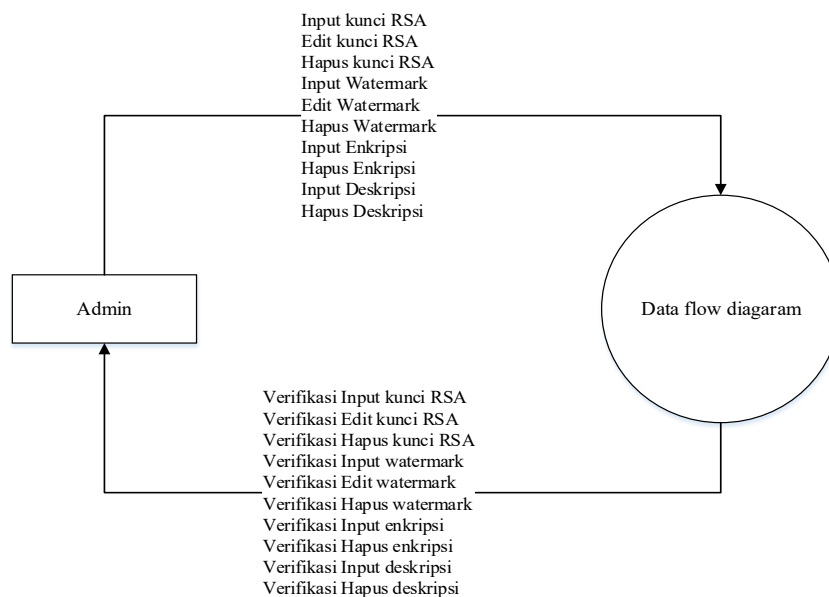 Input kunci RSA
Edit kunci RSA
Hapus kunci RSA
Input Watermark
Edit Watermark
Hapus Watermark
Input Enkripsi
Hapus Enkripsi
Input Deskripsi
Hapus Deskripsi
Admin
Data flow diagaram
Verifikasi Input kunci RSA
Verifikasi Edit kunci RSA
Verifikasi Hapus kunci RSA
Verifikasi Input watermark
Verifikasi Edit watermark
Verifikasi Hapus watermark
Verifikasi Input enkripsi
Verifikasi Hapus enkripsi
Verifikasi Input deskripsi
Verifikasi Hapus deskripsi